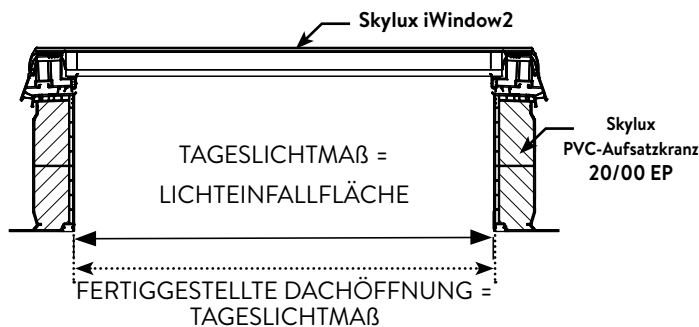 Skylux iWindow2
Skylux
PVC-Aufsatzkranz
20/00 EP
TAGESLICHTMAß =
LICHTEINFALLFLÄCHE
FERTIGGESTELLTE DACHÖFFNUNG =
TAGESLICHTMAß